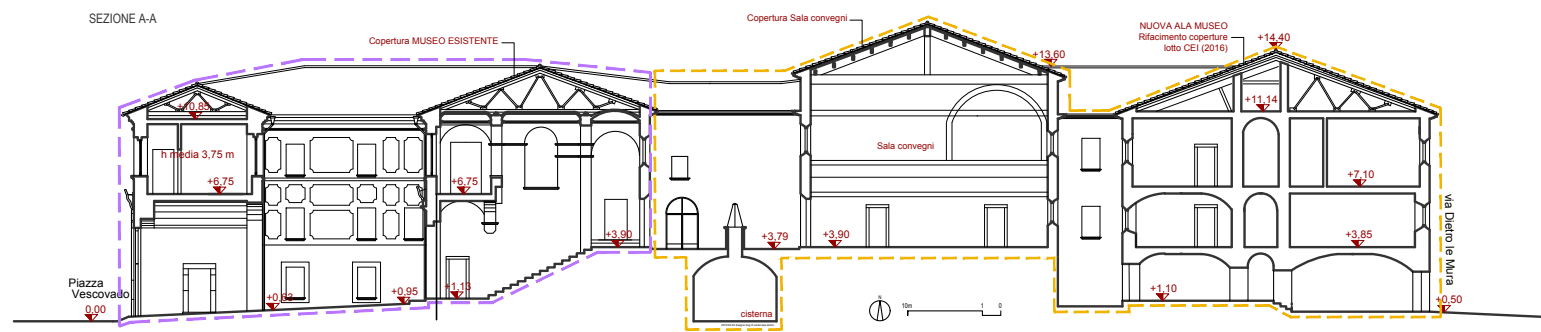 SEZIONE A-A
Copertura MUSEO ESISTENTE
Copertura Sala convegni
NUOVA ALA MUSEO
Rifacimento coperture
lotto CEI (2016)
+14,40
+13,60
+10,85
+11,14
h media 3,75 m
Sala convegni
+6,75
+6,75
+7,10
+3,90
+3,79
+3,90
+3,85
via Dietro le Mura
Piazza
Vescovado
0,00
+0,63
+0,95
+1,13
cisterna
N
10m
1
0
+1,10
+0,50